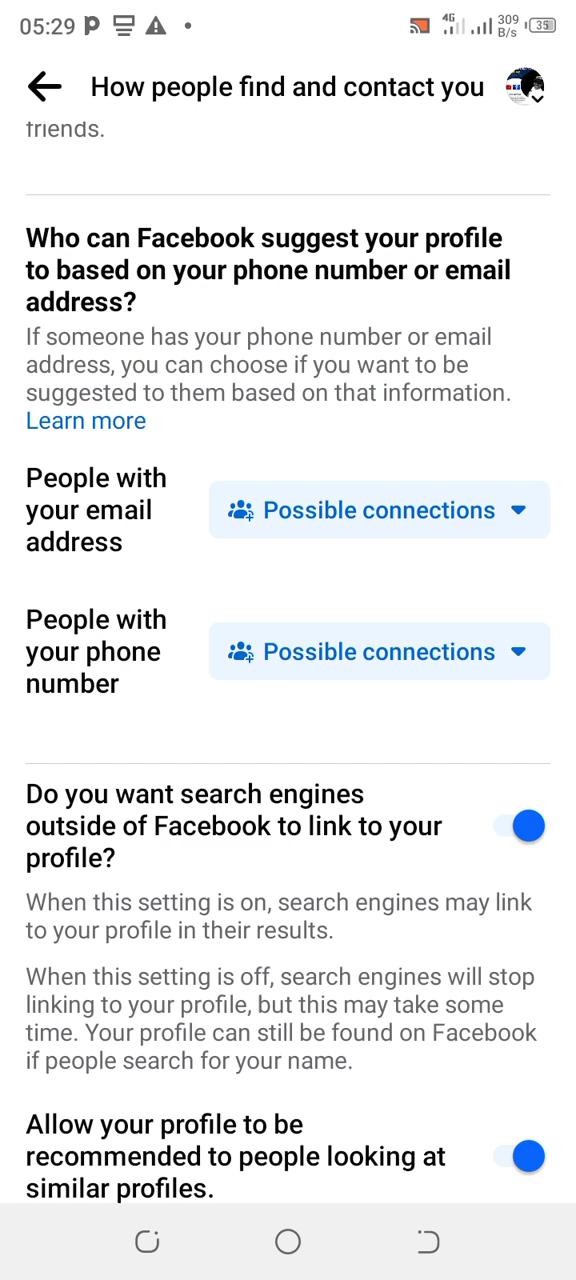 05:29
4G
309
B/s
35
How people find and contact you
friends.
Who can Facebook suggest your profile
to based on your phone number or email
address?
If someone has your phone number or email
address, you can choose if you want to be
suggested to them based on that information.
Learn more
People with
your email
address
Possible connections
People with
your phone
number
Possible connections
Do you want search engines
outside of Facebook to link to your
profile?
When this setting is on, search engines may link
to your profile in their results.
When this setting is off, search engines will stop
linking to your profile, but this may take some
time. Your profile can still be found on Facebook
if people search for your name.
Allow your profile to be
recommended to people looking at
similar profiles.